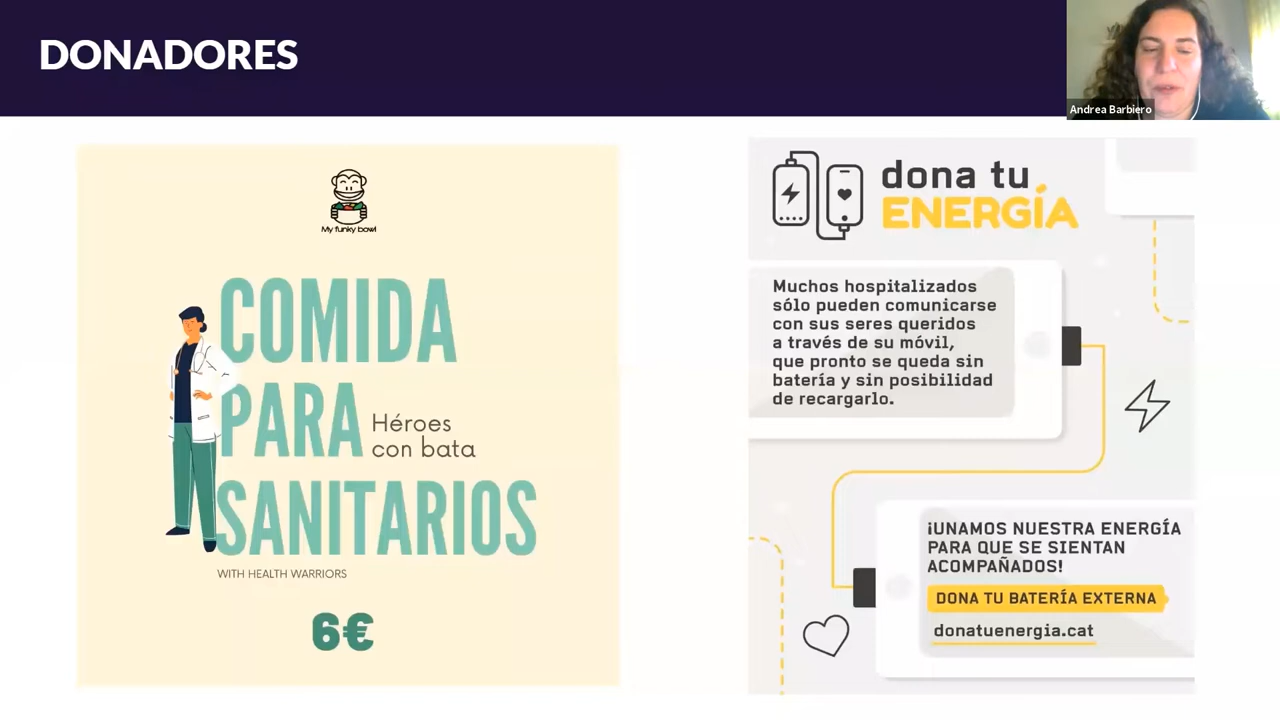 DONADORES
Andrea Barbiero
My funky bowl
COMIDA
PARA
Héroes
con bata
SANITARIOS
WITH HEALTH WARRIORS
6€
dona tu
ENERGÍA
Muchos hospitalizados
sólo pueden comunicarse
con sus seres queridos
a través de su móvil,
que pronto se queda sin
batería y sin posibilidad
de recargarlo.
¡UNAMOS NUESTRA ENERGÍA
PARA QUE SE SIENTAN
ACOMPAÑADOS!
DONA TU BATERÍA EXTERNA
donatuenergia.cat